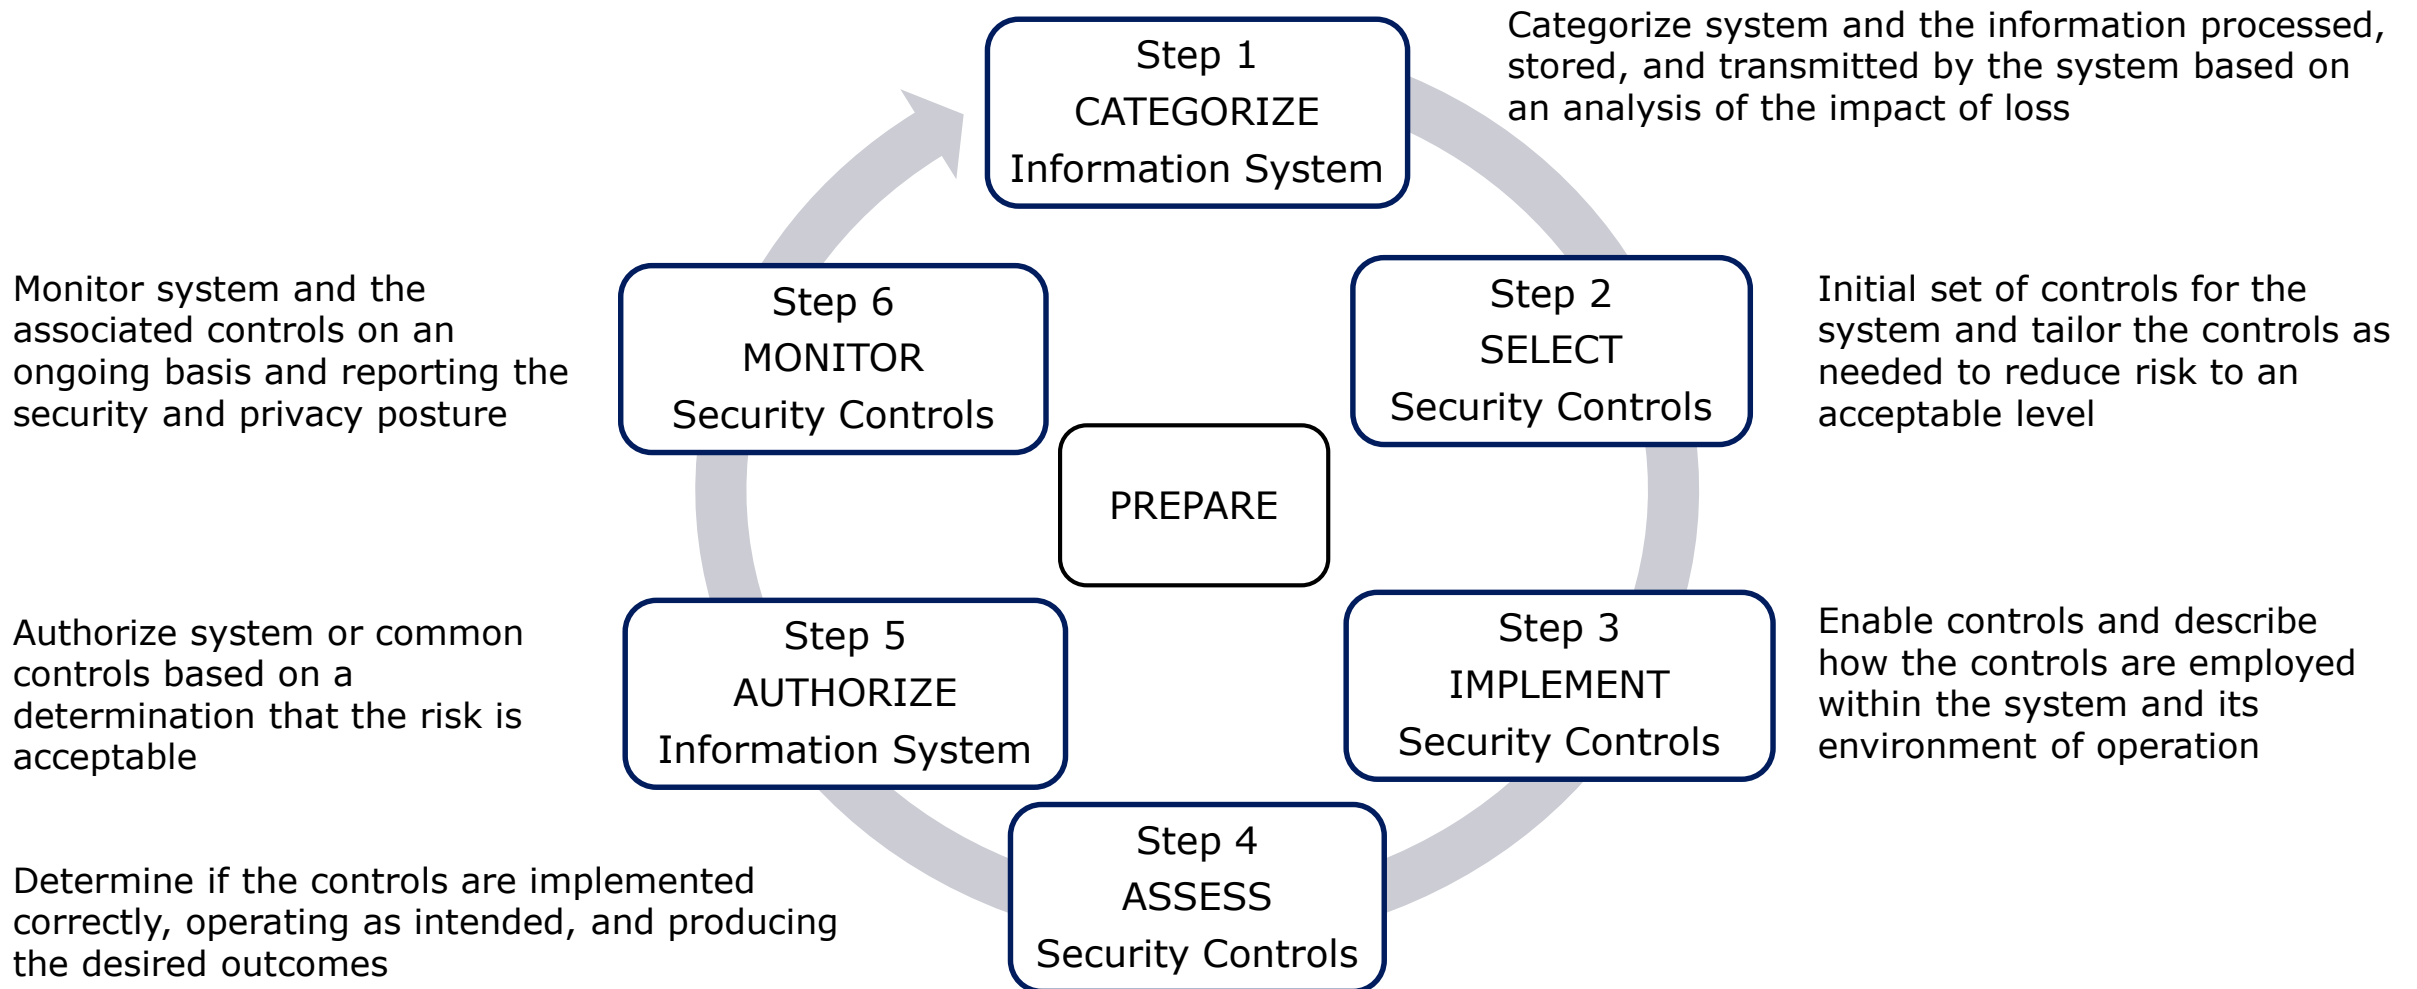 Step 1
CATEGORIZE
Information System
Categorize system and the information processed,
stored, and transmitted by the system based on
an analysis of the impact of loss
Step 2
SELECT
Security Controls
Initial set of controls for the
system and tailor the controls as
needed to reduce risk to an
acceptable level
Step 3
IMPLEMENT
Security Controls
Enable controls and describe
how the controls are employed
within the system and its
environment of operation
Step 4
ASSESS
Security Controls
Determine if the controls are implemented
correctly, operating as intended, and producing
the desired outcomes
Step 5
AUTHORIZE
Information System
Authorize system or common
controls based on a
determination that the risk is
acceptable
Step 6
MONITOR
Security Controls
Monitor system and the
associated controls on an
ongoing basis and reporting the
security and privacy posture
PREPARE